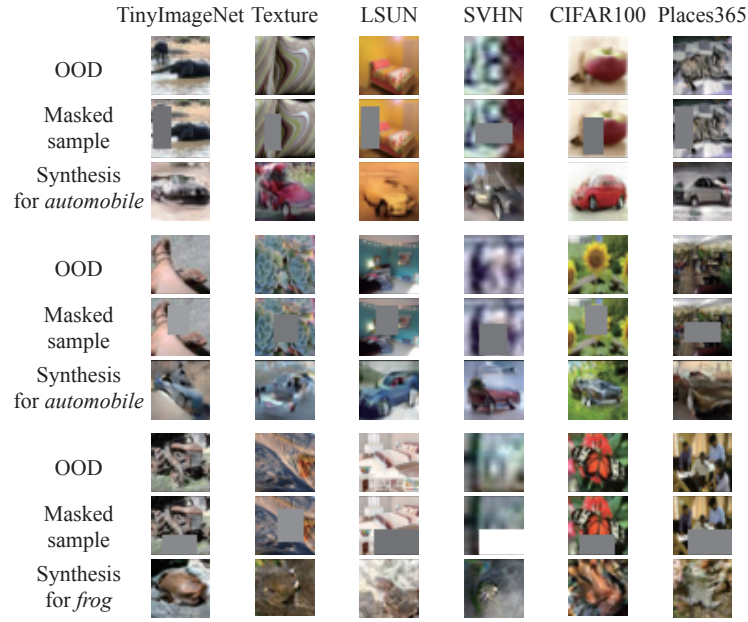 TinyImageNet Texture LSUN SVHN CIFAR100 Places365
OOD
Masked
sample
Synthesis
for automobile
OOD
Masked
sample
Synthesis
for automobile
OOD
Masked
sample
Synthesis
for frog